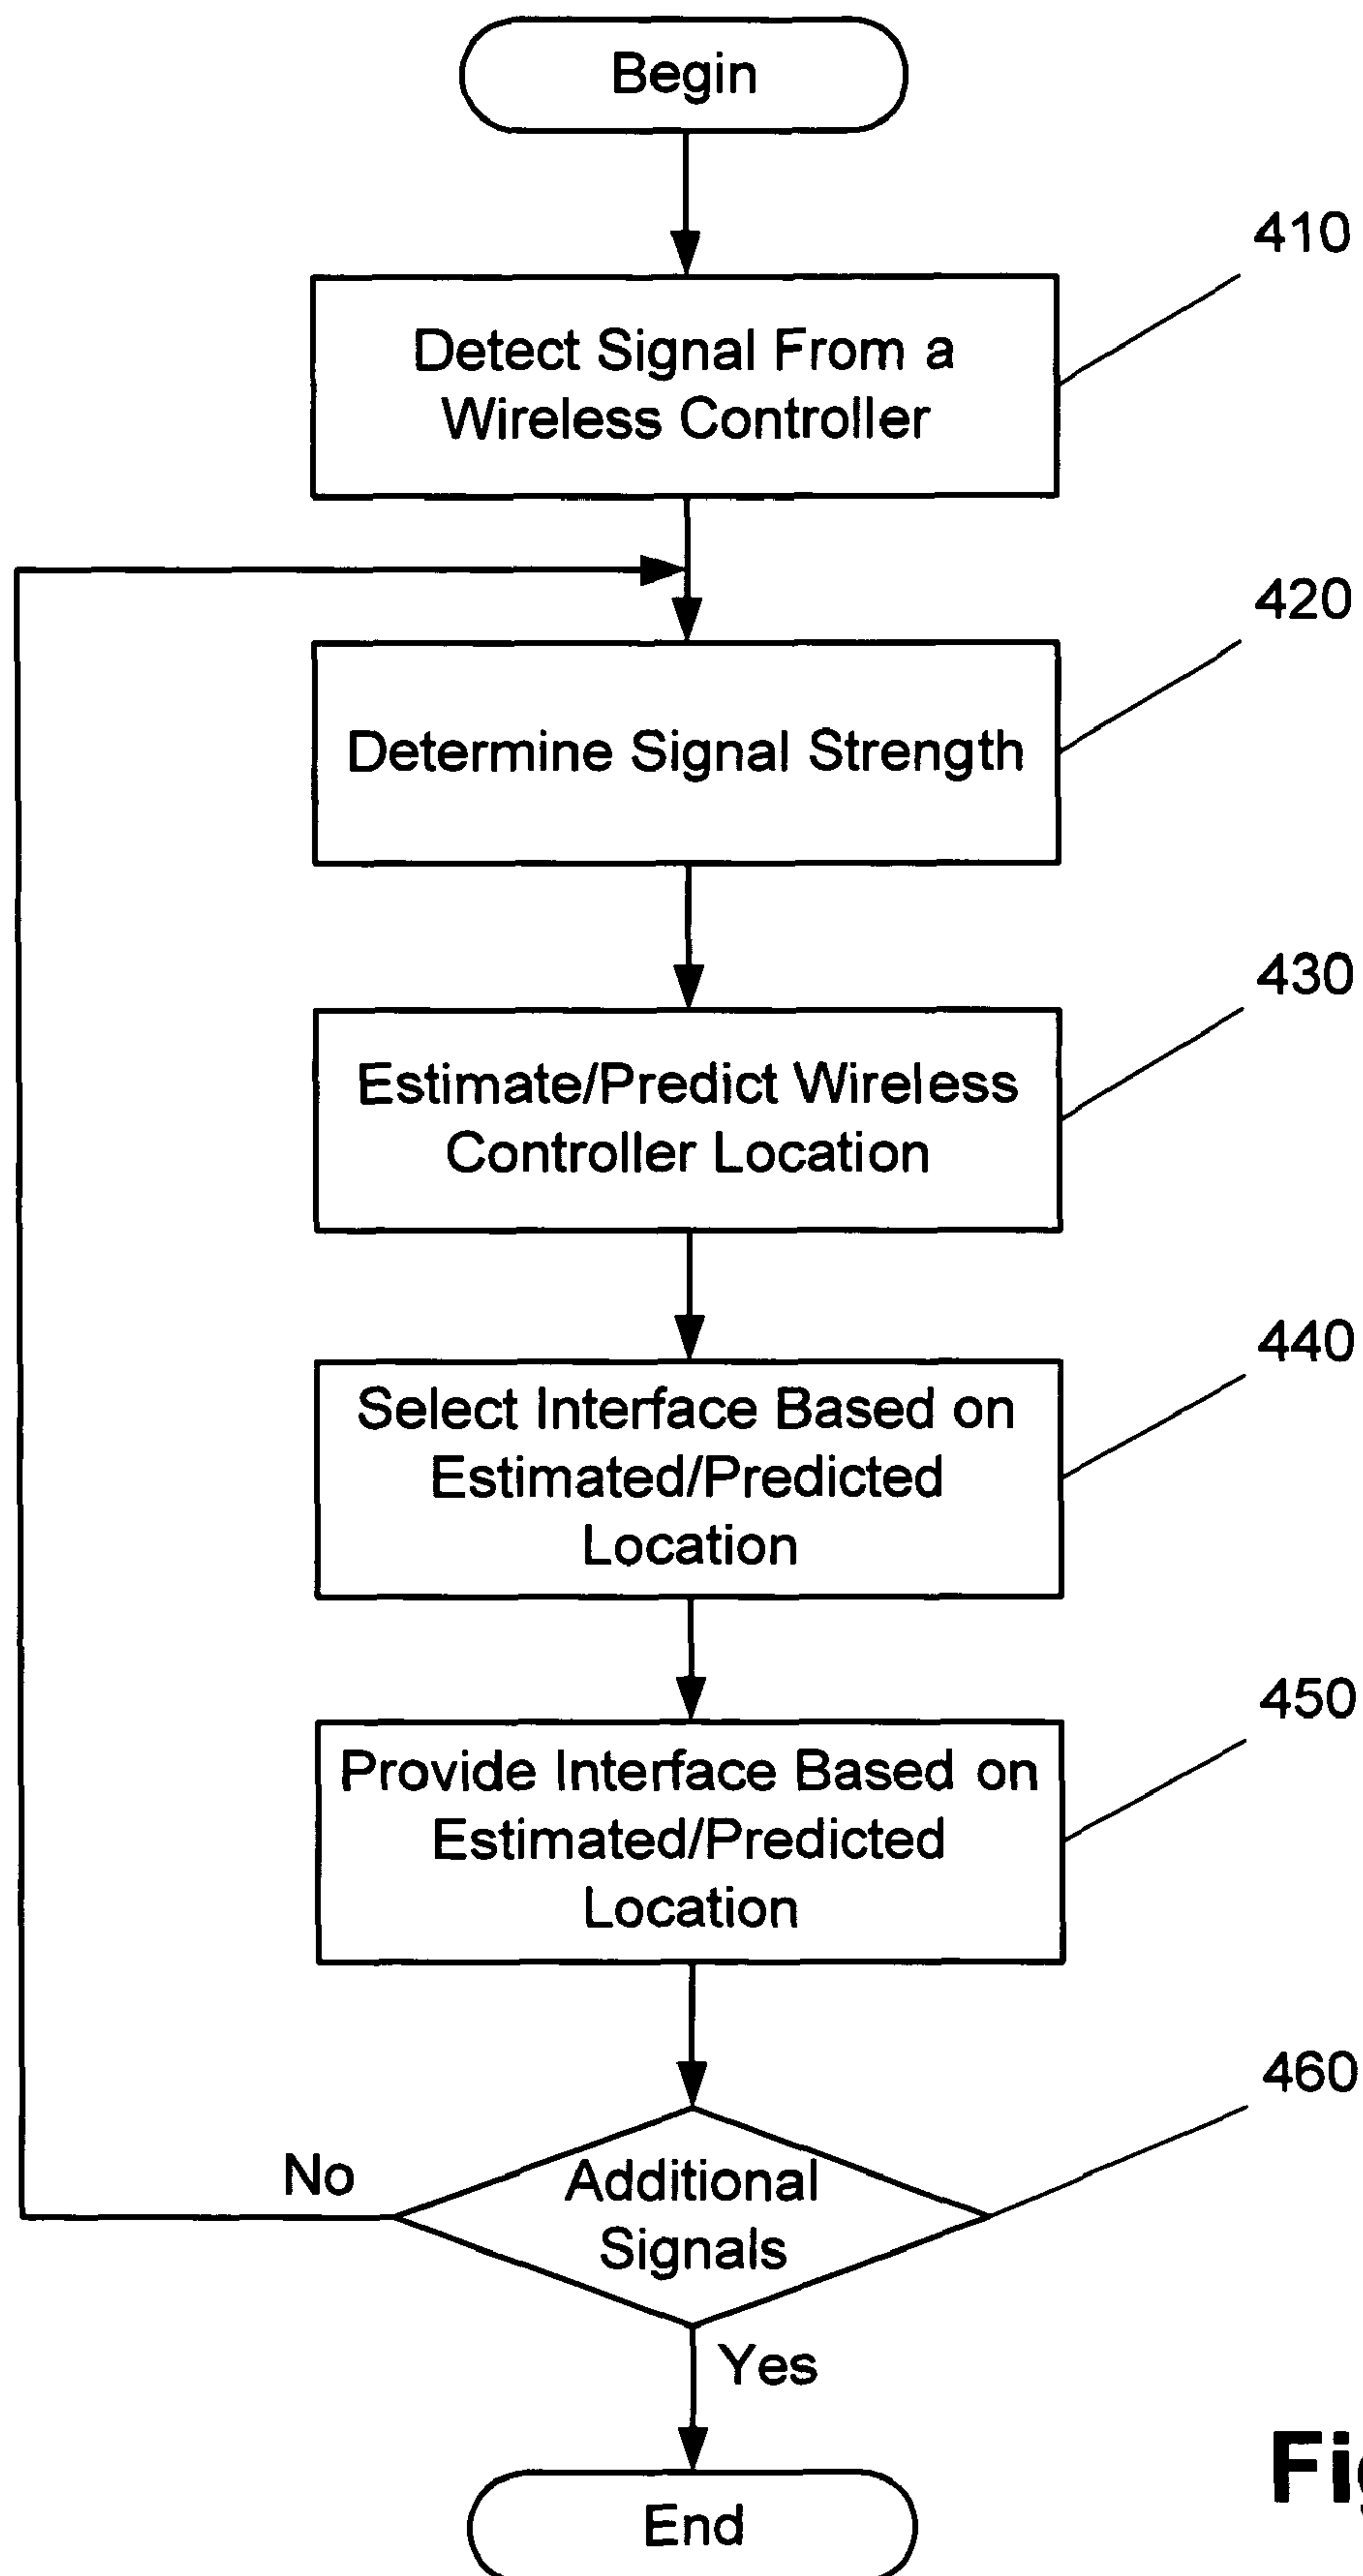 Begin
410
Detect Signal From a
Wireless Controller
420
Determine Signal Strength
430
Estimate/Predict Wireless
Controller Location
440
Select Interface Based on
Estimated/Predicted
Location
450
Provide Interface Based on
Estimated/Predicted
Location
460
No
Additional
Signals
Yes
End